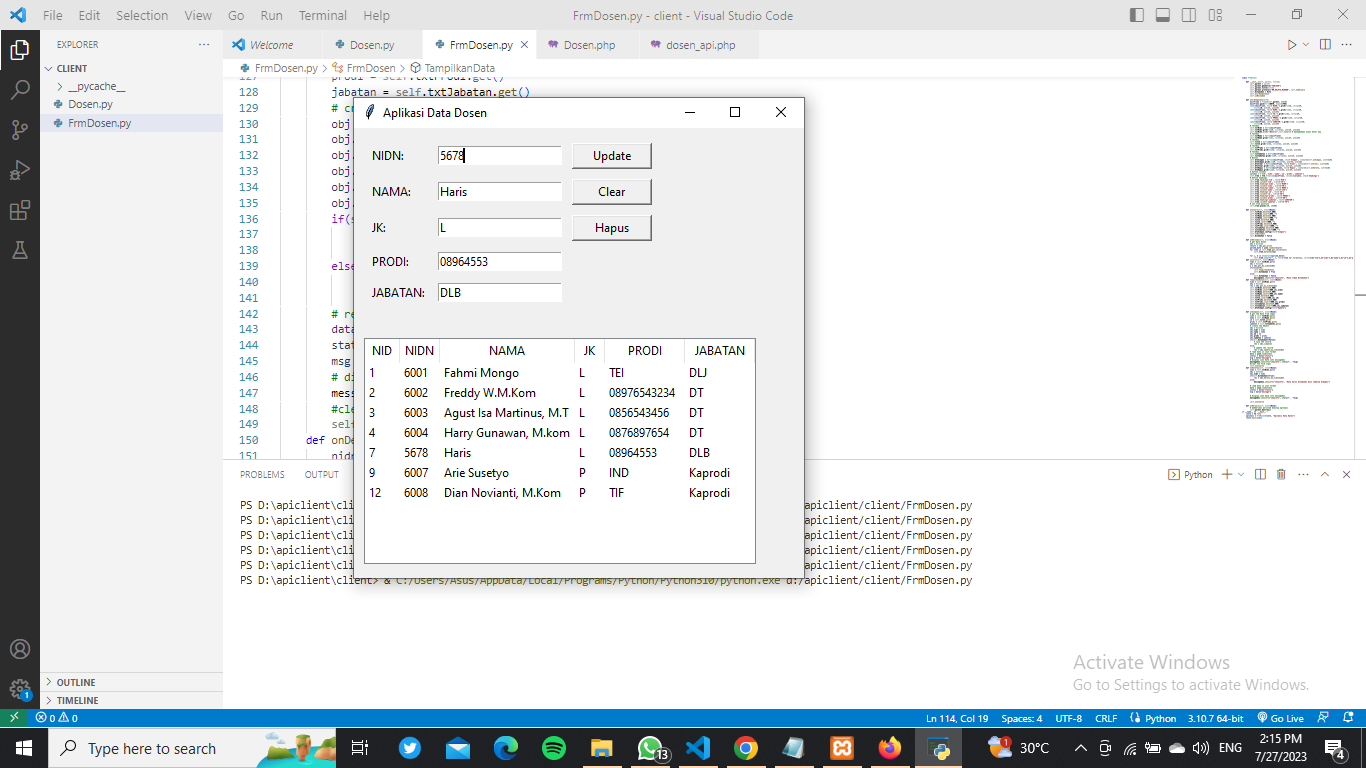 File Edit Selection View Go Run Terminal Help
FrmDosen.py - client - Visual Studio Code
EXPLORER
CLIENT
__pycache__
Dosen.py
FrmDosen.py
OUTLINE
TIMELINE
Welcome Dosen.py FrmDosen.py Dosen.php dosen_api.php
FrmDosen.py > FrmDosen > TampilkanData
127 prodi = self.txtProdi.get()
128 jabatan = self.txtJabatan.get()
129 # cr
130 obj
131 obj.
132 obj.
133 obj.
134 obj.
135 obj.
136 if(s
137
138
139 else
140
141
142 # re
143 data
144 stat
145 msg
146 # di
147 mess
148 #cle
149 self
150 def onDe
151 nidn
Aplikasi Data Dosen
NIDN: 5678 Update
NAMA: Haris Clear
JK: L Hapus
PRODI: 08964553
JABATAN: DLB
NID NIDN NAMA JK PRODI JABATAN
1 6001 Fahmi Mongo L TEI DLJ
2 6002 Freddy W.M.Kom L 08976543234 DT
3 6003 Agust Isa Martinus, M.T L 0856543456 DT
4 6004 Harry Gunawan, M.kom L 0876897654 DT
7 5678 Haris L 08964553 DLB
9 6007 Arie Susetyo P IND Kaprodi
12 6008 Dian Novianti, M.Kom P TIF Kaprodi
PROBLEMS OUTPUT
Python
PS D:\apiclient\cli apiclient/client/FrmDosen.py
PS D:\apiclient\cli apiclient/client/FrmDosen.py
PS D:\apiclient\cli apiclient/client/FrmDosen.py
PS D:\apiclient\cli apiclient/client/FrmDosen.py
PS D:\apiclient\cli apiclient/client/FrmDosen.py
PS D:\apiclient\client> & C:/Users/Asus/AppData/Local/Programs/Python/Python310/python.exe d:/apiclient/client/FrmDosen.py
Activate Windows
Go to Settings to activate Windows.
1
0 0
Ln 114, Col 19 Spaces: 4 UTF-8 CRLF Python 3.10.7 64-bit Go Live
Type here to search
13
30°C
ENG
2:15 PM
7/27/2023
4